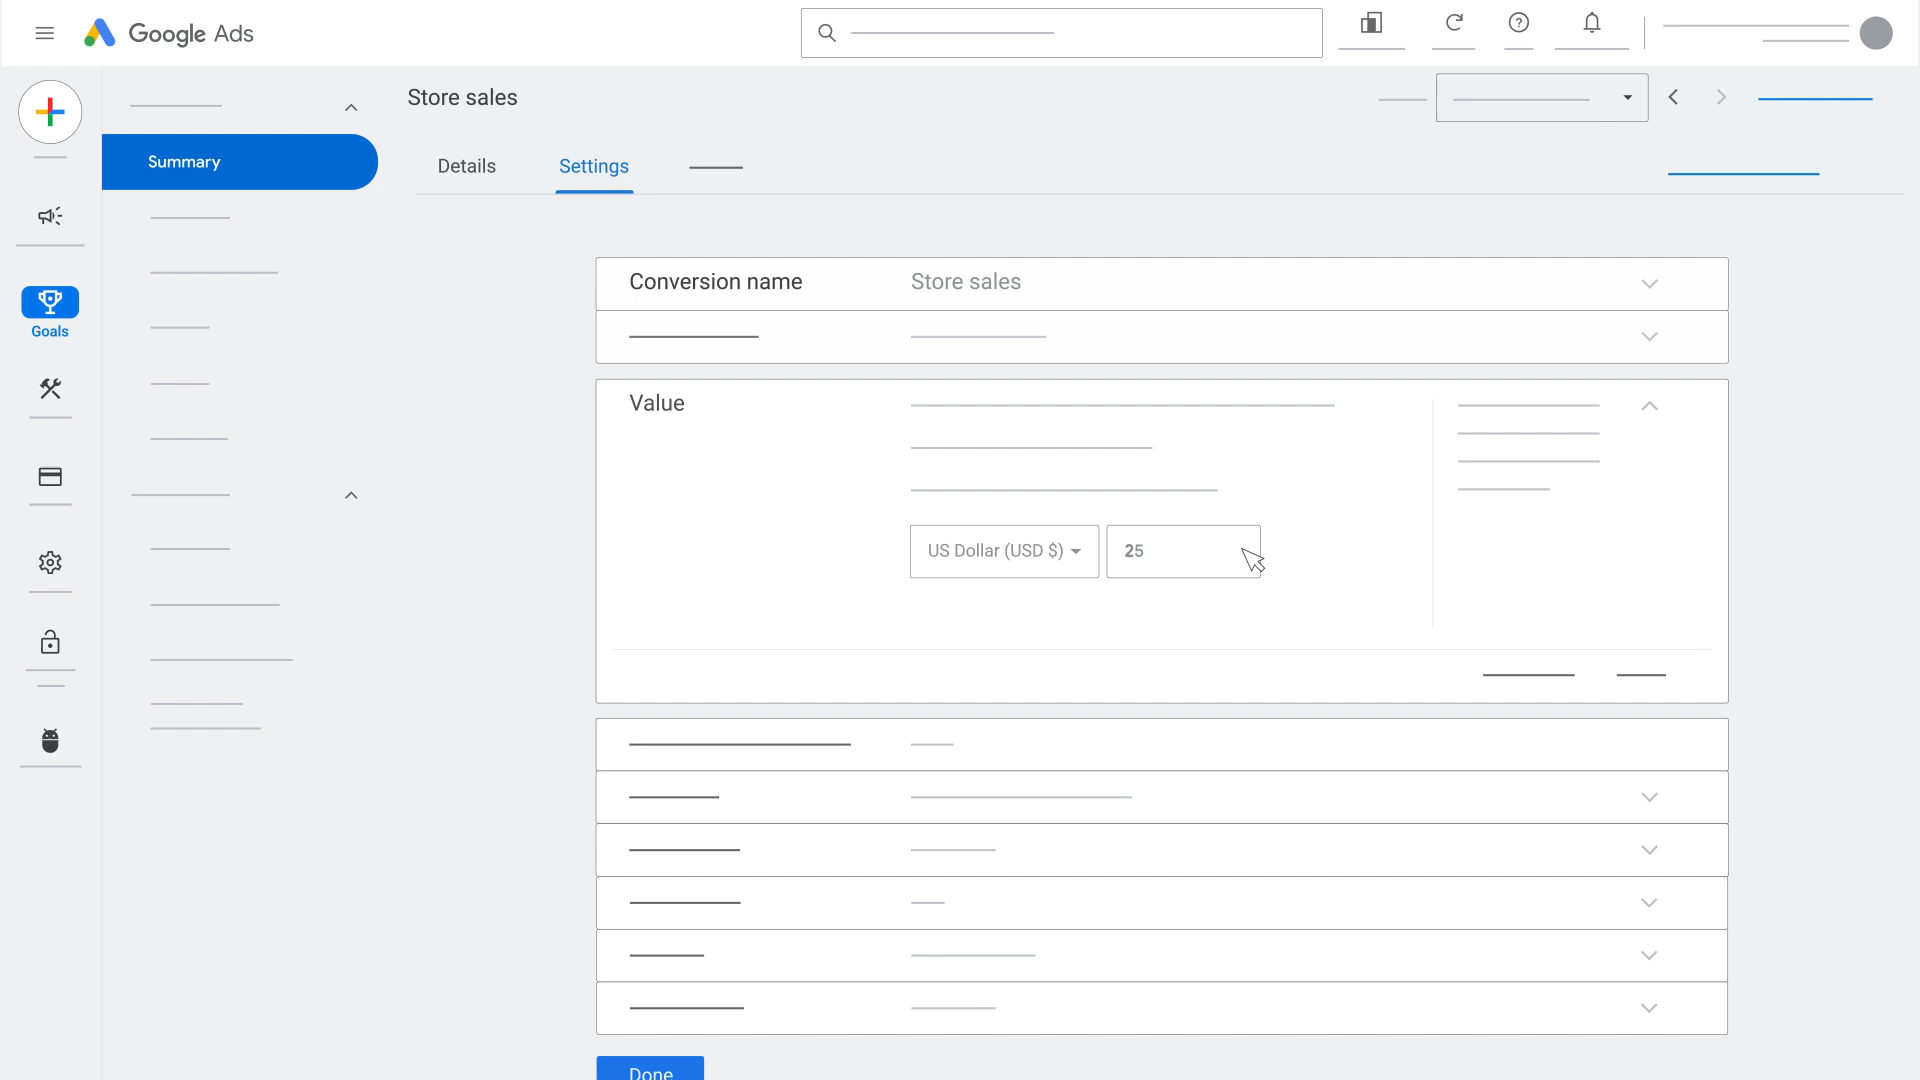 Google Ads
Store sales
Summary
Details
Settings
Conversion name
Store sales
Goals
Value
US Dollar (USD $)
25
Done